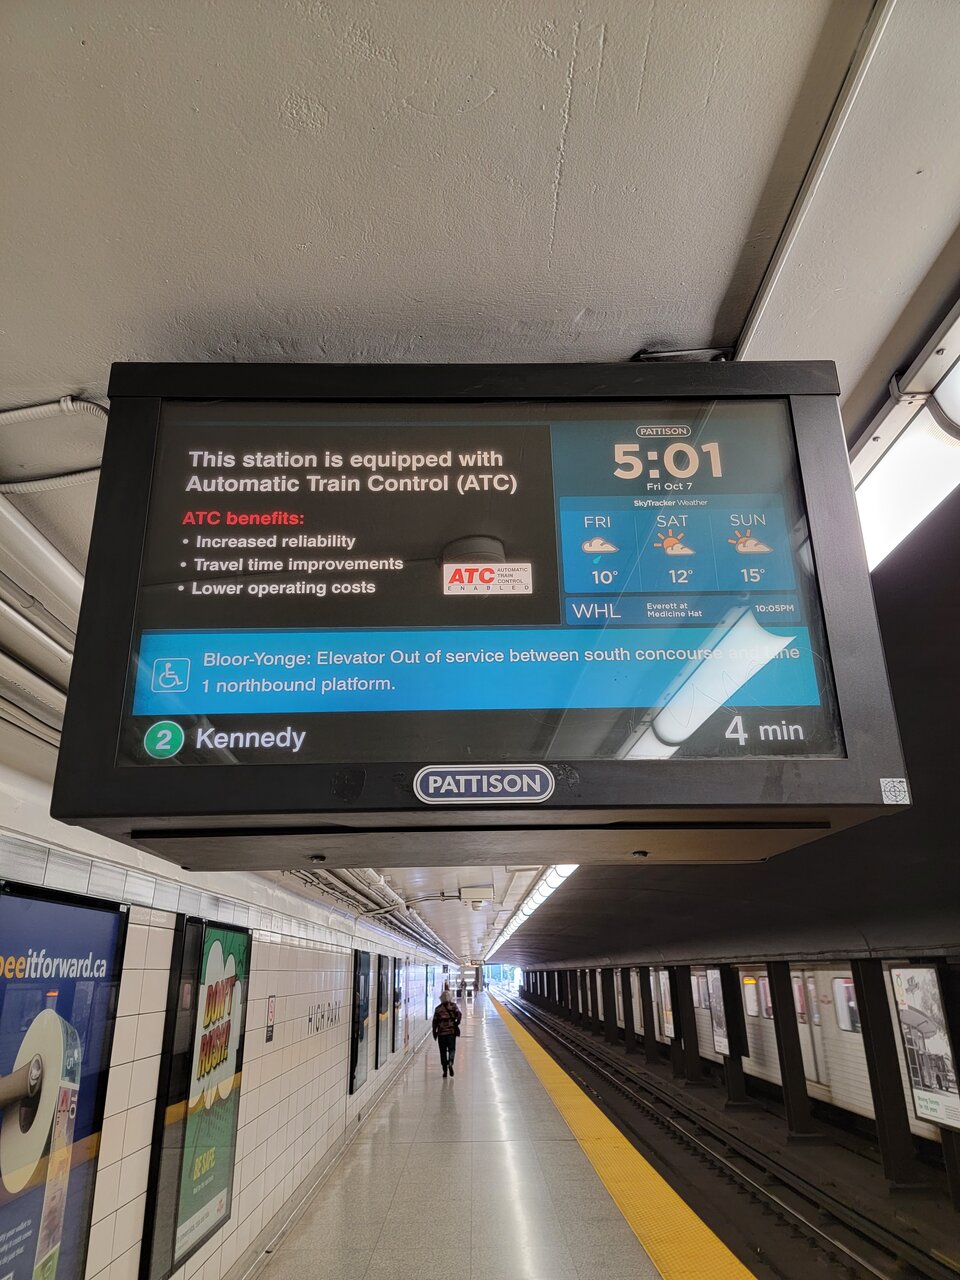 This station is equipped with
Automatic Train Control (ATC)
ATC benefits:
• Increased reliability
• Travel time improvements
• Lower operating costs
ATC AUTOMATIC TRAIN CONTROL
ENABLED
PATTISON
5:01
Fri Oct 7
SkyTracker Weather
FRI SAT SUN
10° 12° 15°
WHL Everett at Medicine Hat 10:05PM
Bloor-Yonge: Elevator Out of service between south concourse and Line
1 northbound platform.
2 Kennedy 4 min
PATTISON
beeitforward.ca
DON'T
RUSH!
BE SAFE
HIGH PARK